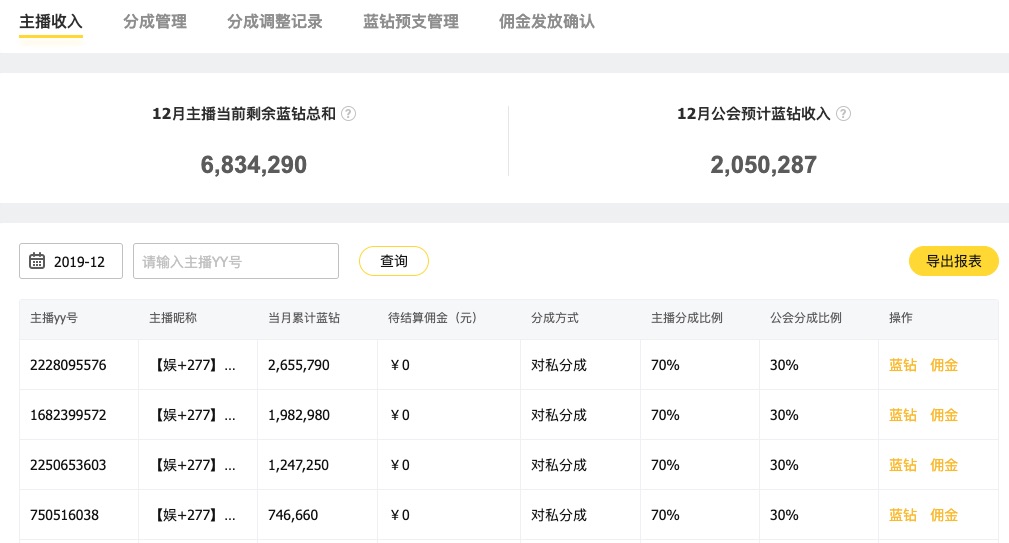 主播收入 分成管理 分成调整记录 蓝钻预支管理 佣金发放确认
12月主播当前剩余蓝钻总和 ? 12月公会预计蓝钻收入 ?
6,834,290 2,050,287
2019-12 请输入主播YY号 查询 导出报表
主播yy号 主播昵称 当月累计蓝钻 待结算佣金（元） 分成方式 主播分成比例 公会分成比例 操作
2228095576 【娱+277】... 2,655,790 ￥0 对私分成 70% 30% 蓝钻 佣金
1682399572 【娱+277】... 1,982,980 ￥0 对私分成 70% 30% 蓝钻 佣金
2250653603 【娱+277】... 1,247,250 ￥0 对私分成 70% 30% 蓝钻 佣金
750516038 【娱+277】... 746,660 ￥0 对私分成 70% 30% 蓝钻 佣金